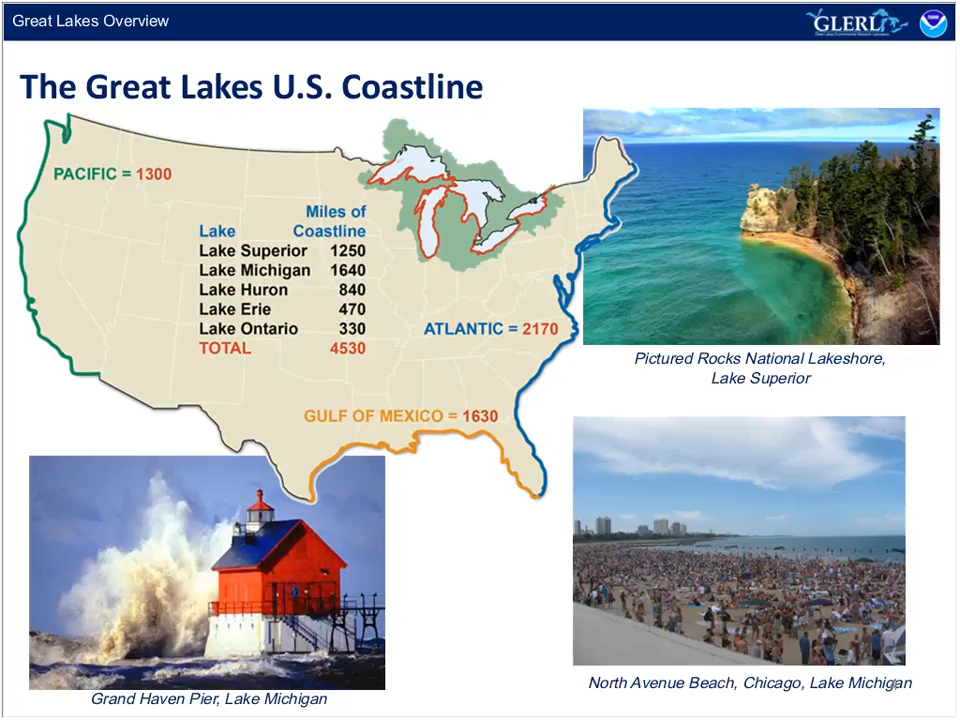 Great Lakes Overview
GLERL
The Great Lakes U.S. Coastline
PACIFIC = 1300
Miles of
Lake Coastline
Lake Superior 1250
Lake Michigan 1640
Lake Huron 840
Lake Erie 470
Lake Ontario 330
TOTAL 4530
ATLANTIC = 2170
GULF OF MEXICO = 1630
Pictured Rocks National Lakeshore,
Lake Superior
Grand Haven Pier, Lake Michigan
North Avenue Beach, Chicago, Lake Michigan